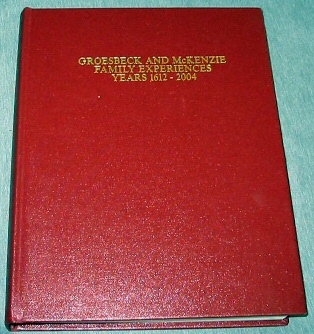 GROESBECK AND McKENZIE
FAMILY EXPERIENCES
YEARS 1612 - 2004